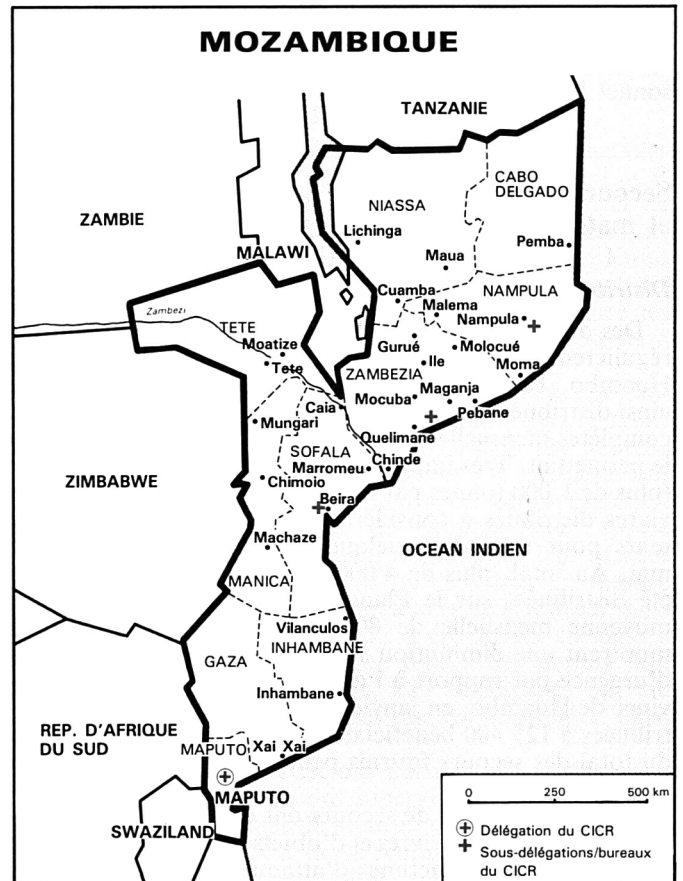 MOZAMBIQUE
TANZANIE
CABO
DELGADO
NIASSA
ZAMBIE
Lichinga
Pemba
MALAWI
Maua
Cuamba
NAMPULA
Malema
Zambezi
Nampula
TETE
Moatize
Gurué
Molocué
Ile
Tete
ZAMBEZIA
Moma
Mocuba
Maganja
Caia
Pebane
Mungari
Quelimane
SOFALA
Chinde
Marromeu
ZIMBABWE
Chimoio
Beira
Machaze
OCEAN INDIEN
MANICA
Vilanculos
INHAMBANE
GAZA
Inhambane
REP. D'AFRIQUE
DU SUD
MAPUTO
Xai Xai
MAPUTO
SWAZILAND
0 250 500 km
Délégation du CICR
Sous-délégations/bureaux
du CICR